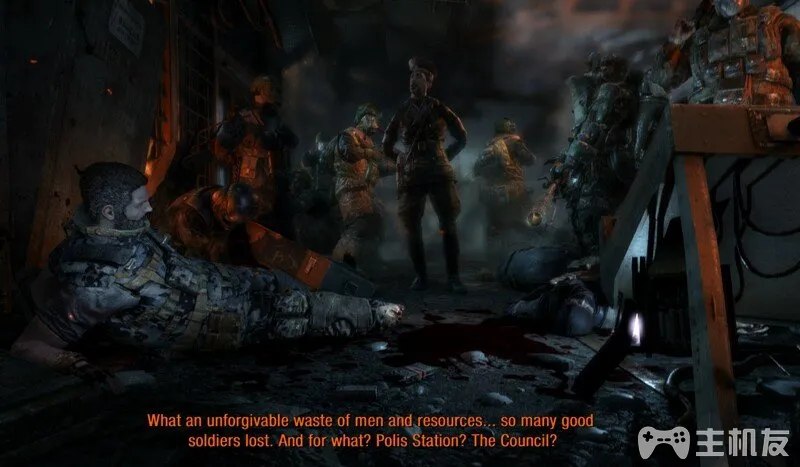 What an unforgivable waste of men and resources... so many good
soldiers lost. And for what? Polis Station? The Council?
主机友